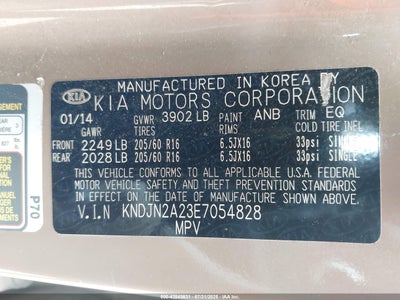 MANUFACTURED IN KOREA BY
KIA KIA MOTORS CORPORATION
01/14 GVWR 3902 LB PAINT ANB TRIM EQ
GAWR TIRES RIMS COLD TIRE INFL
FRONT 2249 LB 205/60 R16 6.5JX16 33psi SINGLE
REAR 2028 LB 205/60 R16 6.5JX16 33psi SINGLE
THIS VEHICLE CONFORMS TO ALL APPLICABLE U.S.A. FEDERAL
MOTOR VEHICLE SAFETY
THEFT PREVENTION STANDARDS IN EFFECT ON THE DATE
OF MANUFACTURE SHOWN ABOVE.
V.I.N KNDJN2A23E7054828
MPV
P70